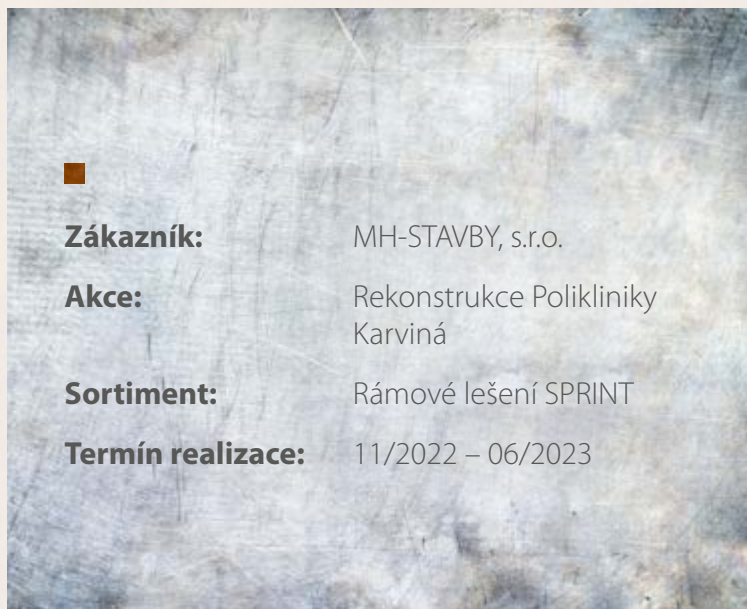 Zákazník: MH-STAVBY, s.r.o.
Akce: Rekonstrukce Polikliniky
Karviná
Sortiment: Rámové lešení SPRINT
Termín realizace: 11/2022 – 06/2023